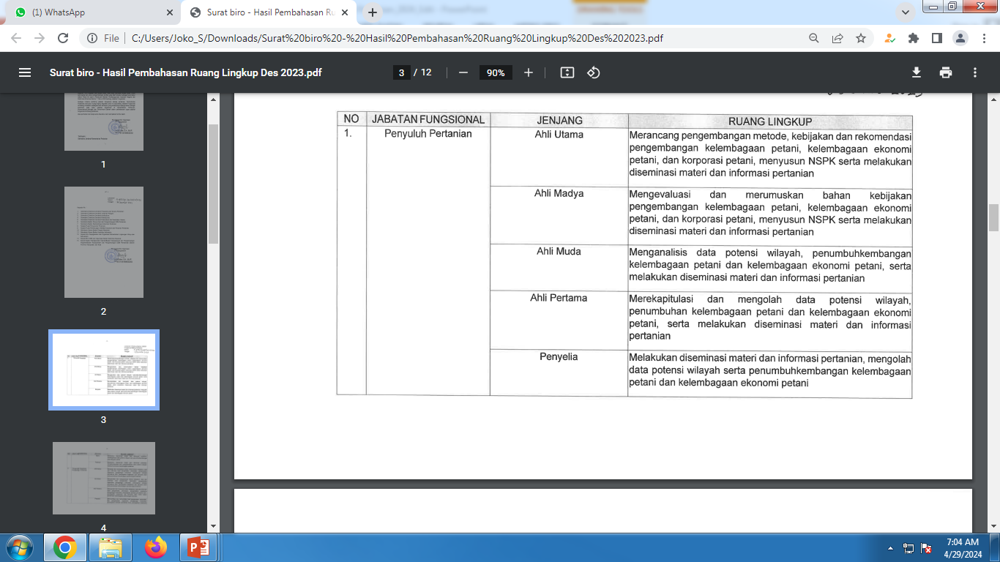 (1) WhatsApp
Surat biro - Hasil Pembahasan Ru
File
C:/Users/Joko_S/Downloads/Surat%20biro%20-%20Hasil%20Pembahasan%20Ruang%20Lingkup%20Des%202023.pdf
Surat biro - Hasil Pembahasan Ruang Lingkup Des 2023.pdf
3 / 12
90%
1
2
3
4
NO JABATAN FUNGSIONAL JENJANG RUANG LINGKUP
1. Penyuluh Pertanian Ahli Utama
Merancang pengembangan metode, kebijakan dan rekomendasi
pengembangan kelembagaan petani, kelembagaan ekonomi
petani, dan korporasi petani, menyusun NSPK serta melakukan
diseminasi materi dan informasi pertanian
Ahli Madya
Mengevaluasi dan merumuskan bahan kebijakan
pengembangan kelembagaan petani, kelembagaan ekonomi
petani, dan korporasi petani, menyusun NSPK serta melakukan
diseminasi materi dan informasi pertanian
Ahli Muda
Menganalisis data potensi wilayah, penumbuhkembangan
kelembagaan petani dan kelembagaan ekonomi petani, serta
melakukan diseminasi materi dan informasi pertanian
Ahli Pertama
Merekapitulasi dan mengolah data potensi wilayah,
penumbuhan kelembagaan petani dan kelembagaan ekonomi
petani, serta melakukan diseminasi materi dan informasi
pertanian
Penyelia
Melakukan diseminasi materi dan informasi pertanian, mengolah
data potensi wilayah serta penumbuhkembangan kelembagaan
petani dan kelembagaan ekonomi petani
7:04 AM
4/29/2024